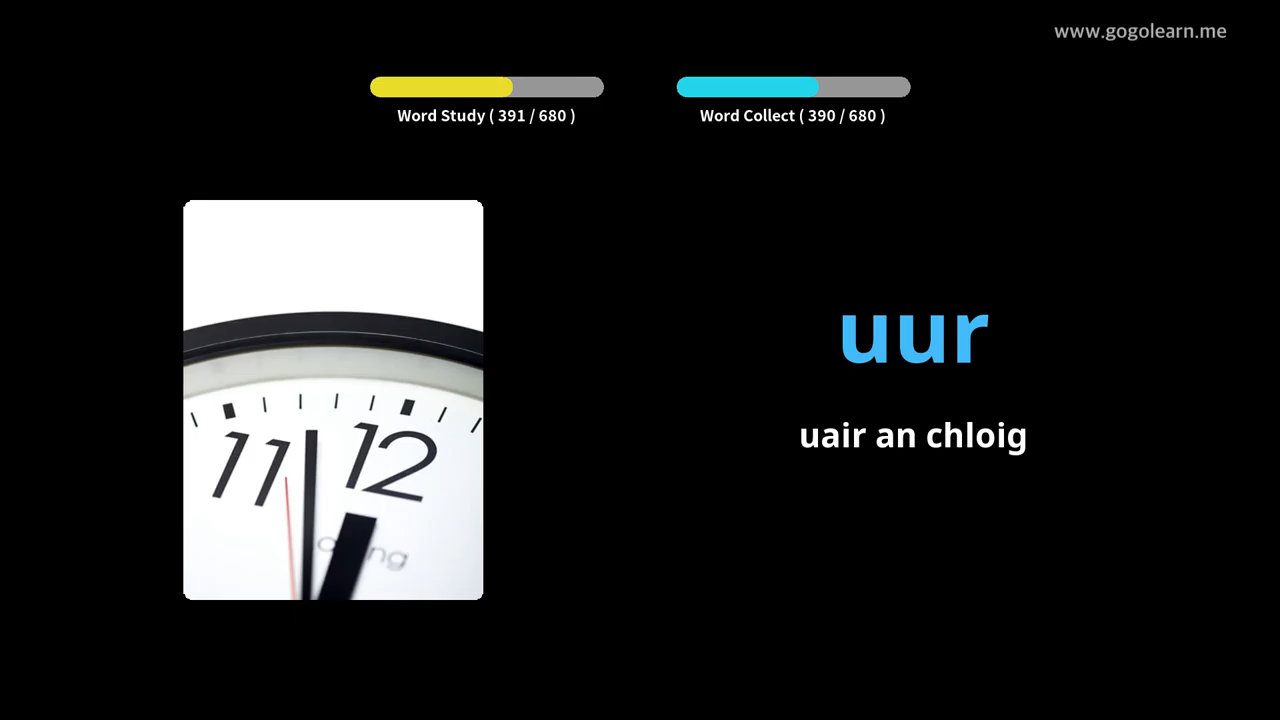 www.gogolearn.me
Word Study ( 391 / 680 )
Word Collect ( 390 / 680 )
11
12
uur
uair an chloig